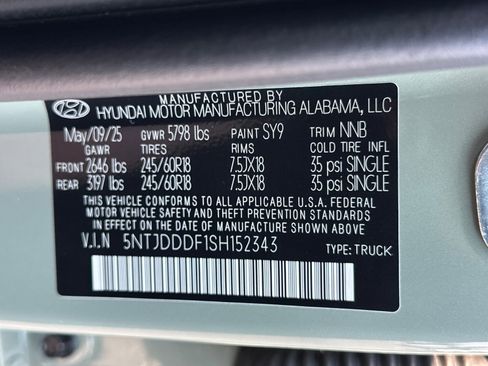 MANUFACTURED BY
HYUNDAI MOTOR MANUFACTURING ALABAMA, LLC
May/09/25 GVWR 5798 lbs PAINT SY9 TRIM NNB
GAWR TIRES RIMS COLD TIRE INFL
FRONT 2646 lbs 245/60R18 7.5JX18 35 psi SINGLE
REAR 3197 lbs 245/60R18 7.5JX18 35 psi SINGLE
THIS VEHICLE CONFORMS TO ALL APPLICABLE U.S.A. FEDERAL
MOTOR VEHICLE SAFETY AND BUMPER STANDARDS
IN EFFECT ON THE DATE OF MANUFACTURE SHOWN ABOVE
V.I.N 5NTJDDDF1SH152343 TYPE: TRUCK